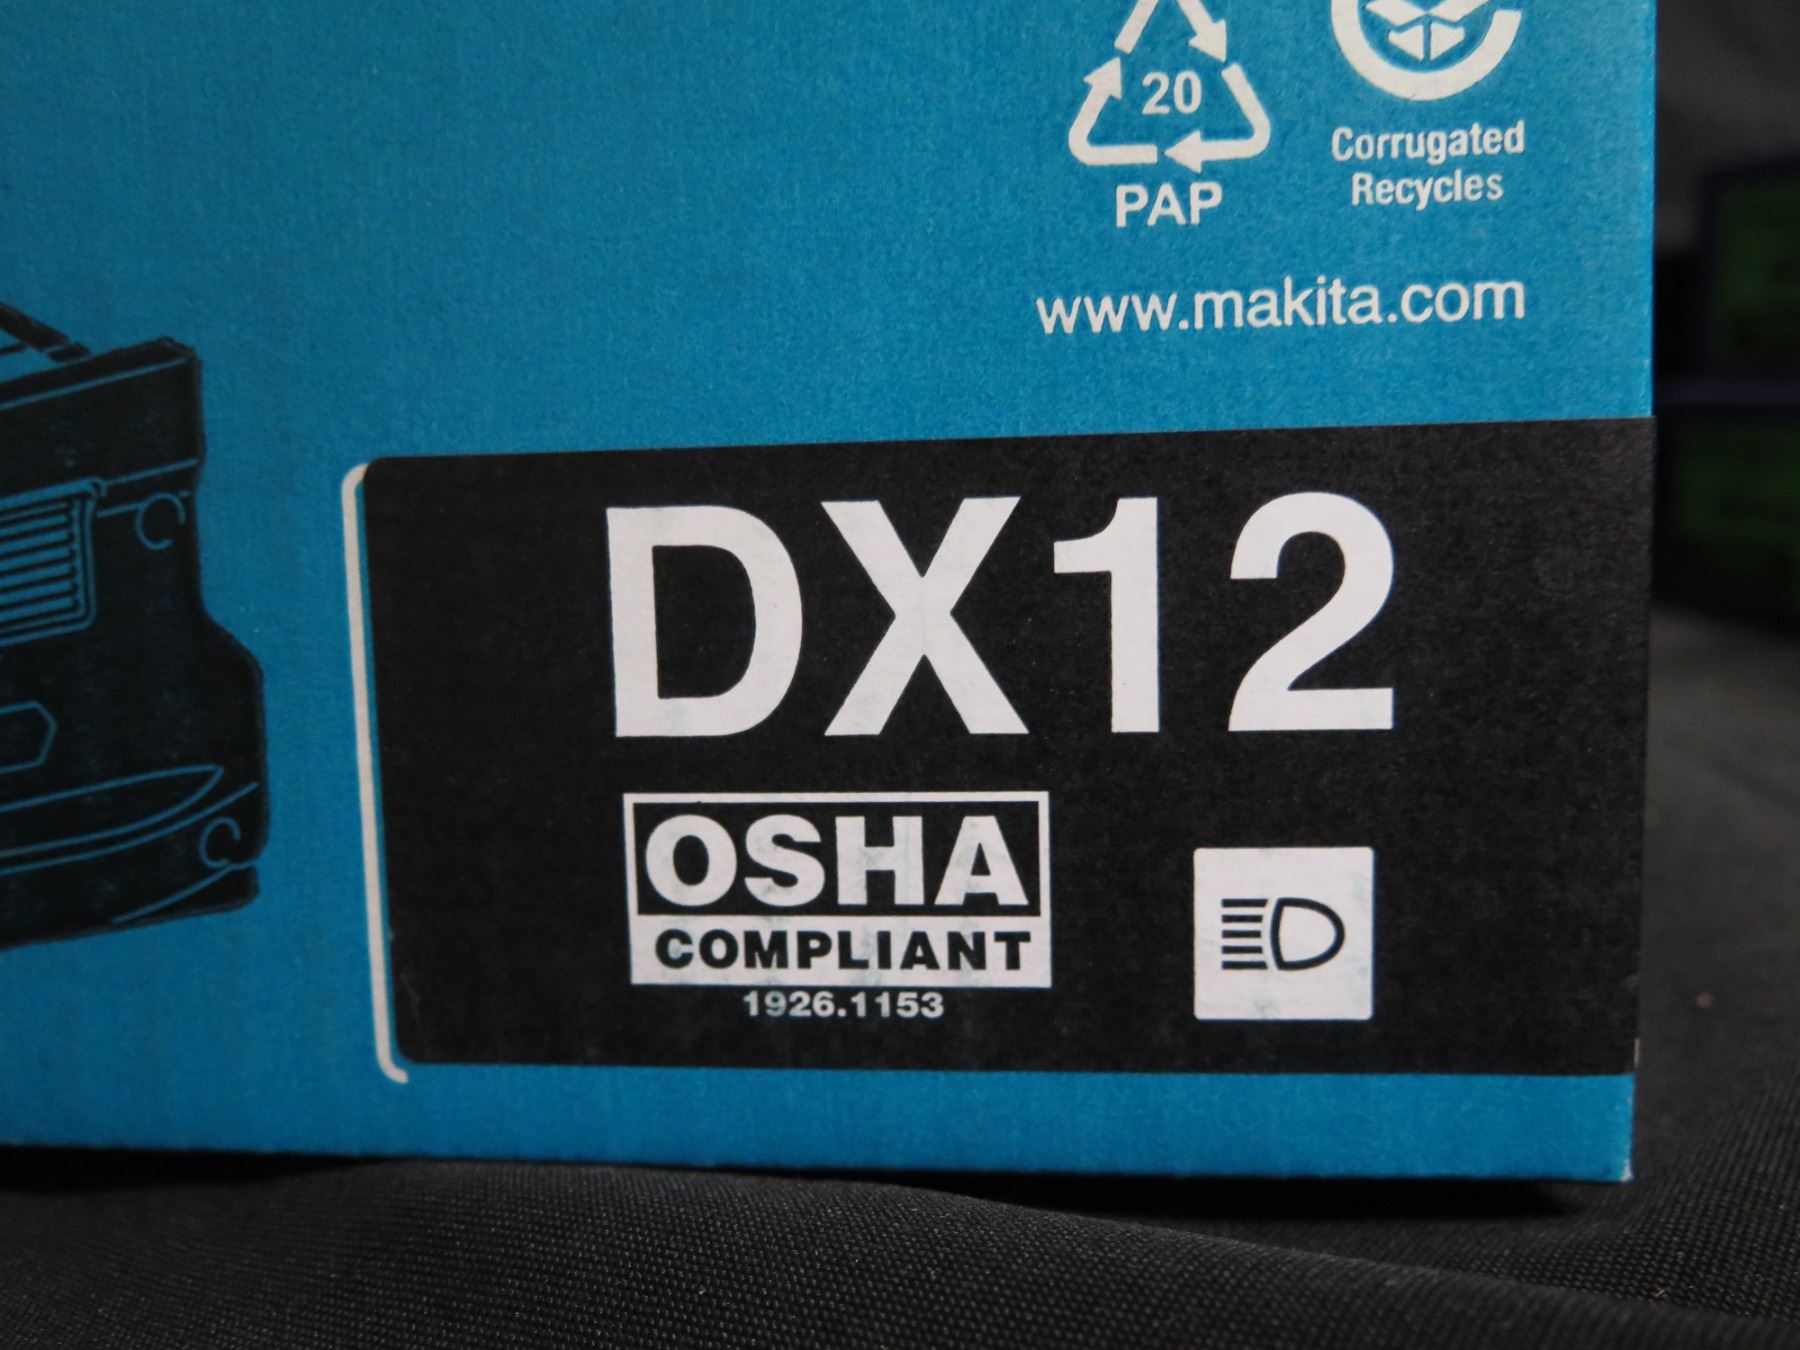 20
PAP
Corrugated
Recycles
www.makita.com
DX12
OSHA
COMPLIANT
1926.1153